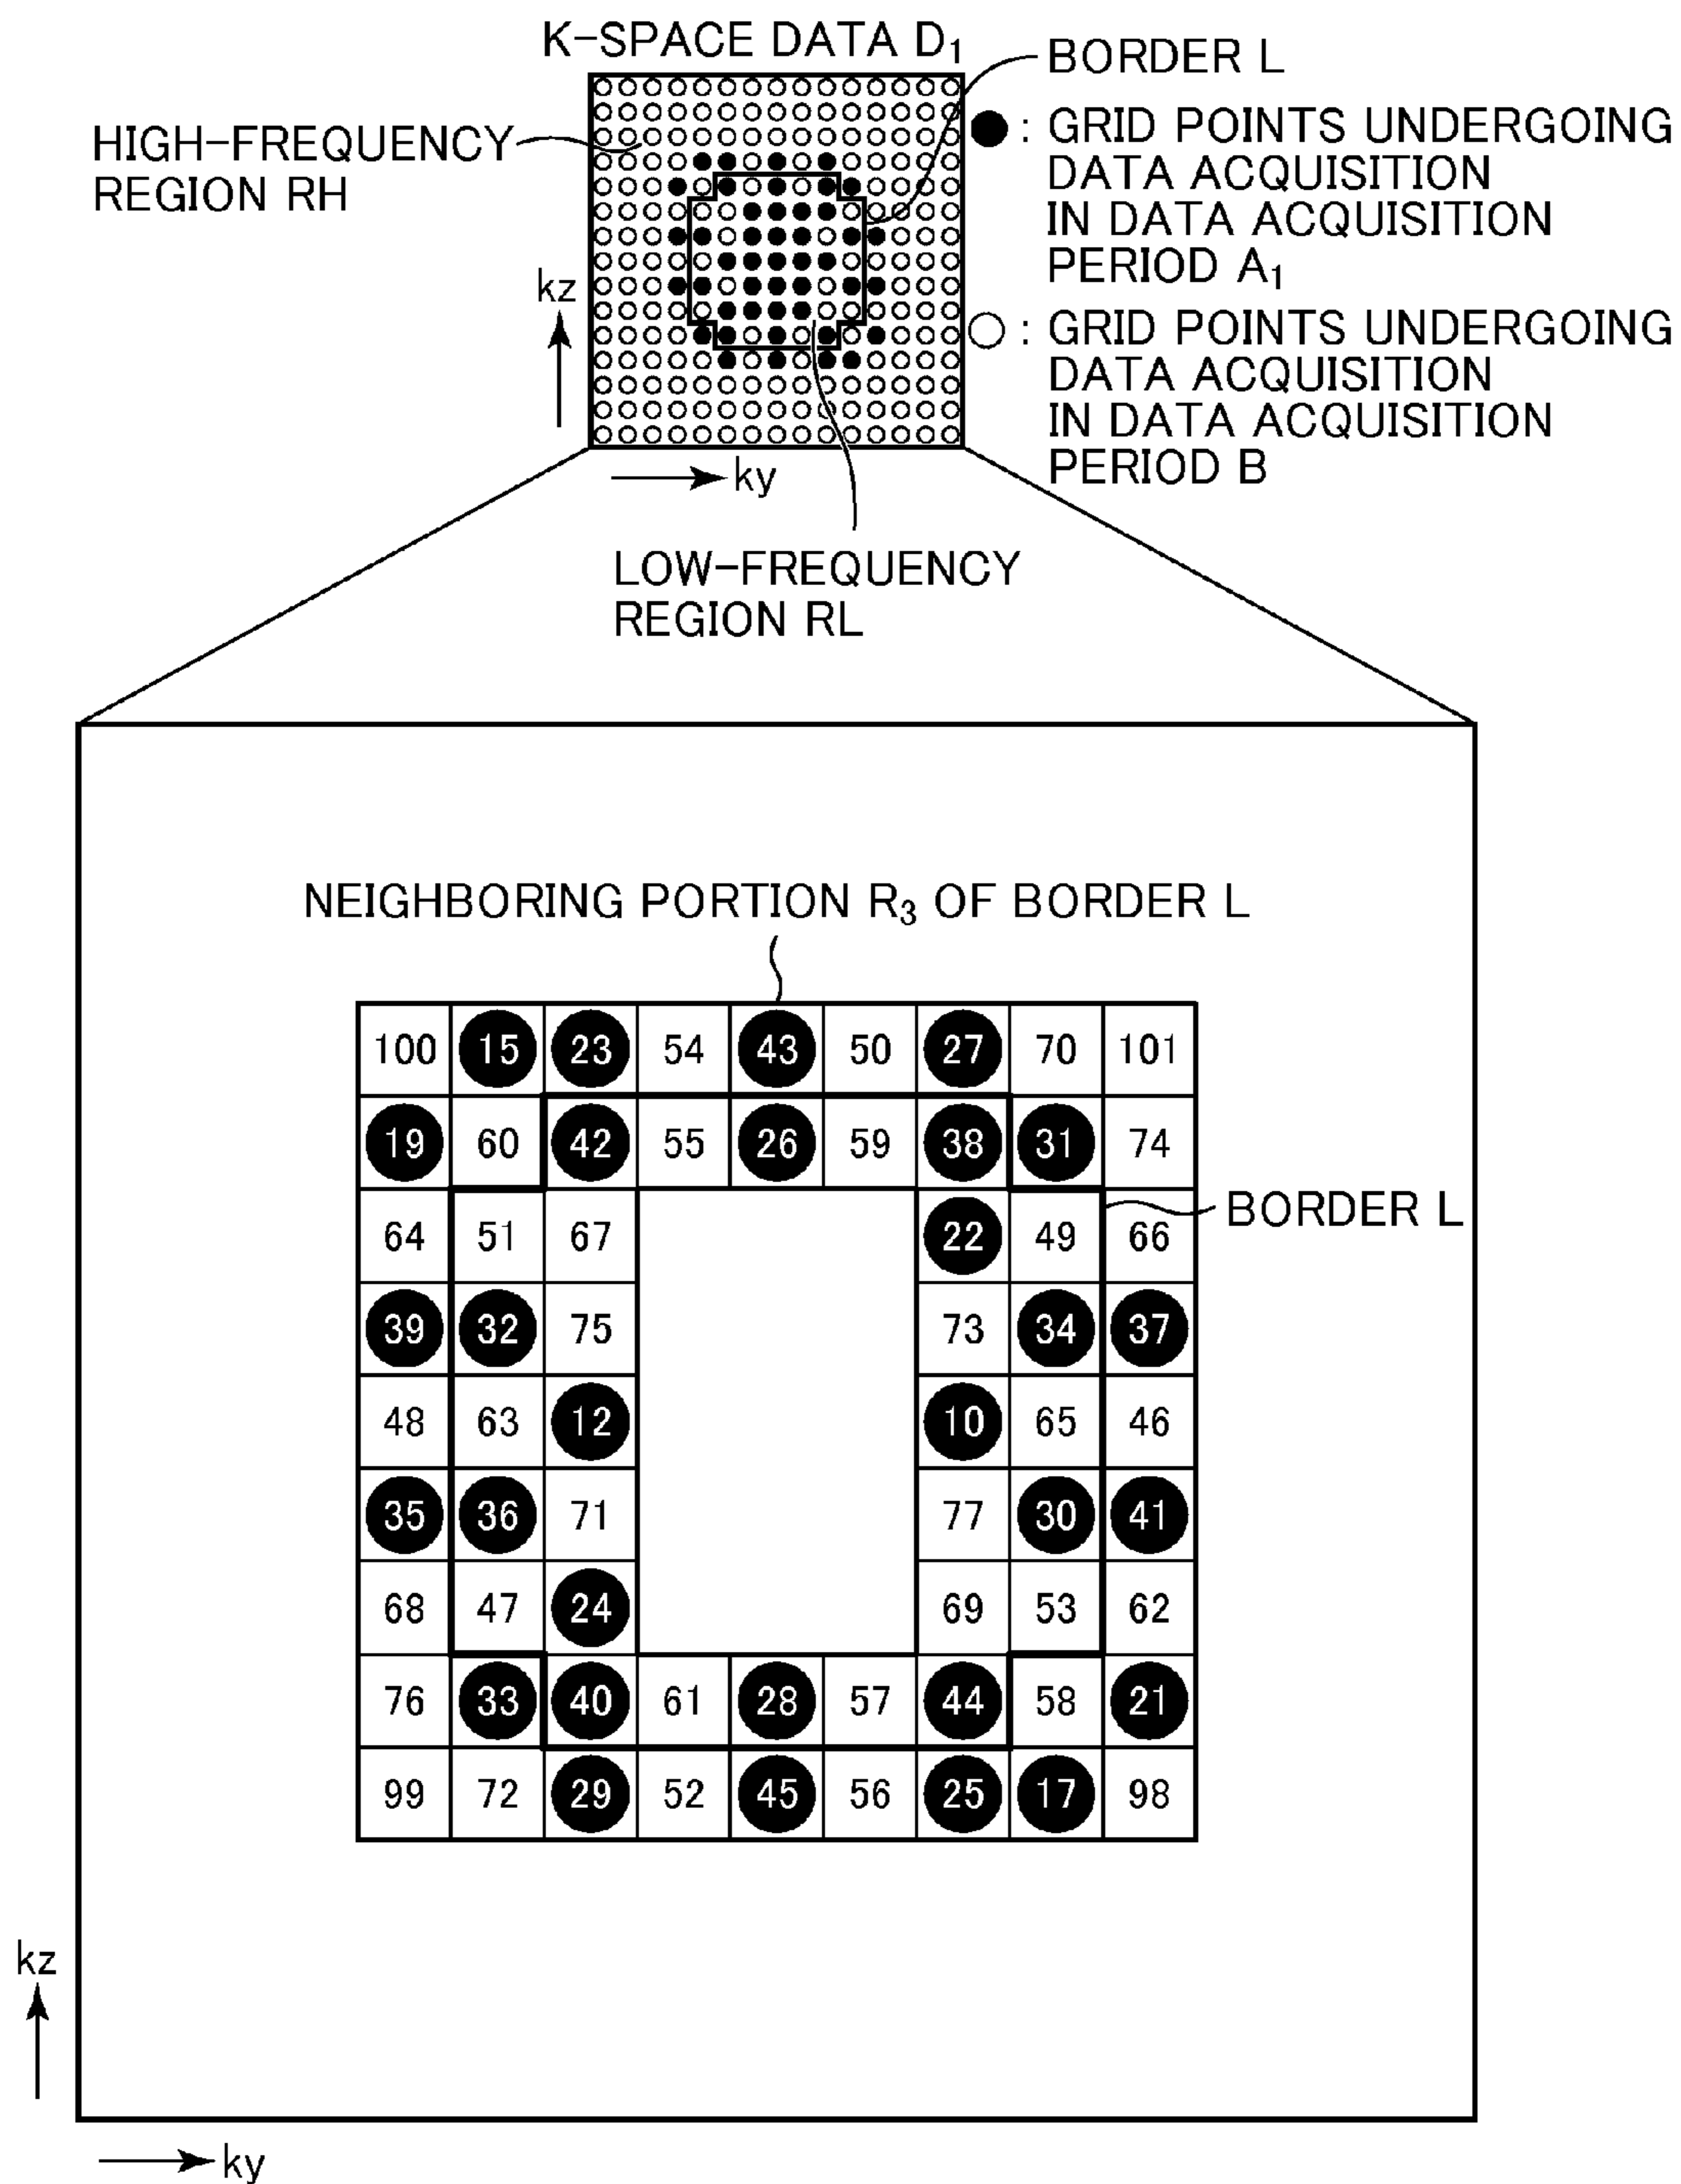 K-SPACE DATA D₁
BORDER L
HIGH-FREQUENCY
REGION RH
● : GRID POINTS UNDERGOING
DATA ACQUISITION
IN DATA ACQUISITION
PERIOD A₁
○ : GRID POINTS UNDERGOING
DATA ACQUISITION
IN DATA ACQUISITION
PERIOD B
kz
ky
LOW-FREQUENCY
REGION RL
NEIGHBORING PORTION R₃ OF BORDER L
100 15 23 54 43 50 27 70 101
19 60 42 55 26 59 38 31 74
64 51 67 22 49 66
BORDER L
39 32 75 73 34 37
48 63 12 10 65 46
35 36 71 77 30 41
68 47 24 69 53 62
76 33 40 61 28 57 44 58 21
99 72 29 52 45 56 25 17 98
kz
ky